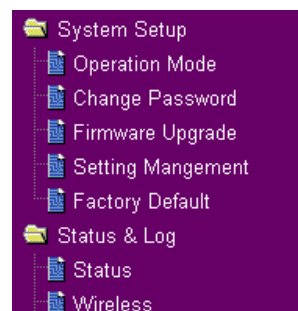 System Setup
Operation Mode
Change Password
Firmware Upgrade
Setting Mangement
Factory Default
Status & Log
Status
Wireless